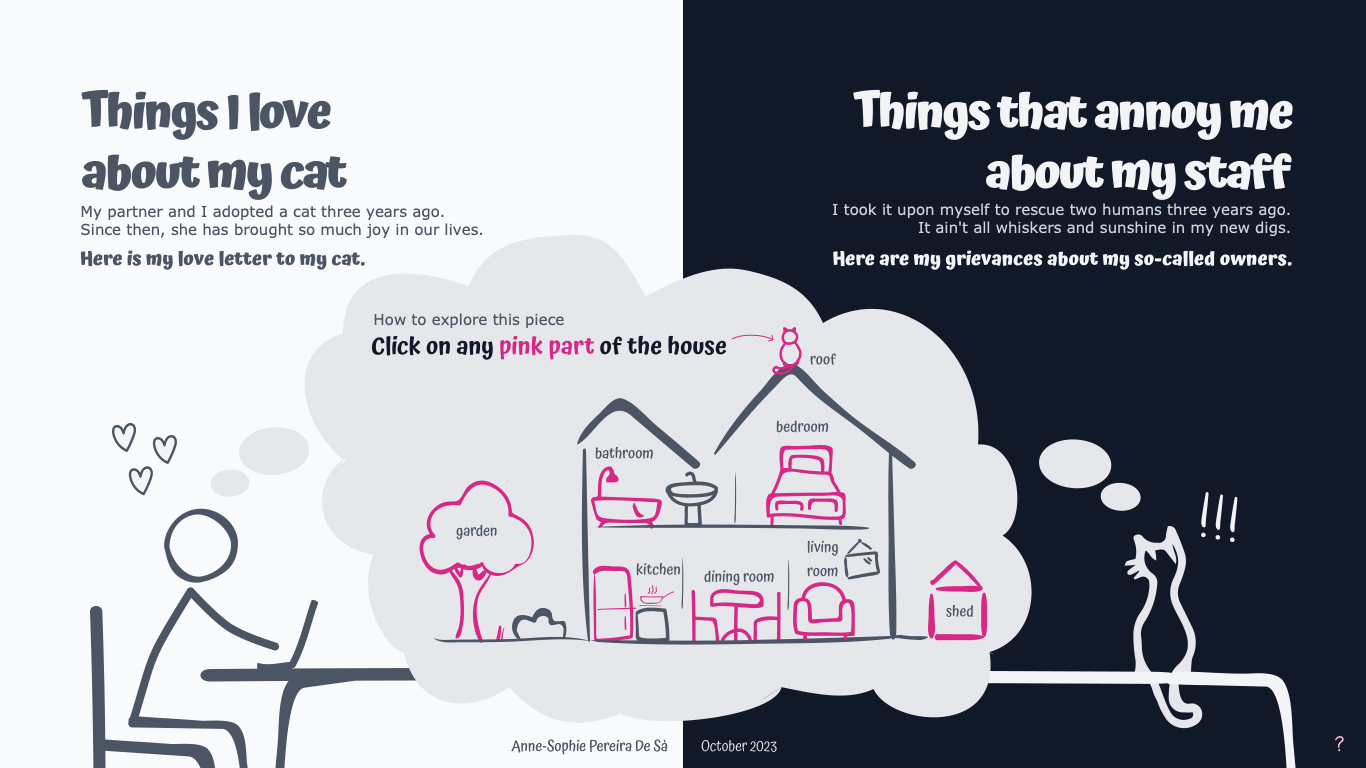 Things I love
about my cat
My partner and I adopted a cat three years ago.
Since then, she has brought so much joy in our lives.
Here is my love letter to my cat.
Things that annoy me
about my staff
I took it upon myself to rescue two humans three years ago.
It ain't all whiskers and sunshine in my new digs.
Here are my grievances about my so-called owners.
How to explore this piece
Click on any pink part of the house
roof
bedroom
bathroom
garden
living
room
kitchen
dining room
shed
!!!
Anne-Sophie Pereira De Sà
October 2023
?